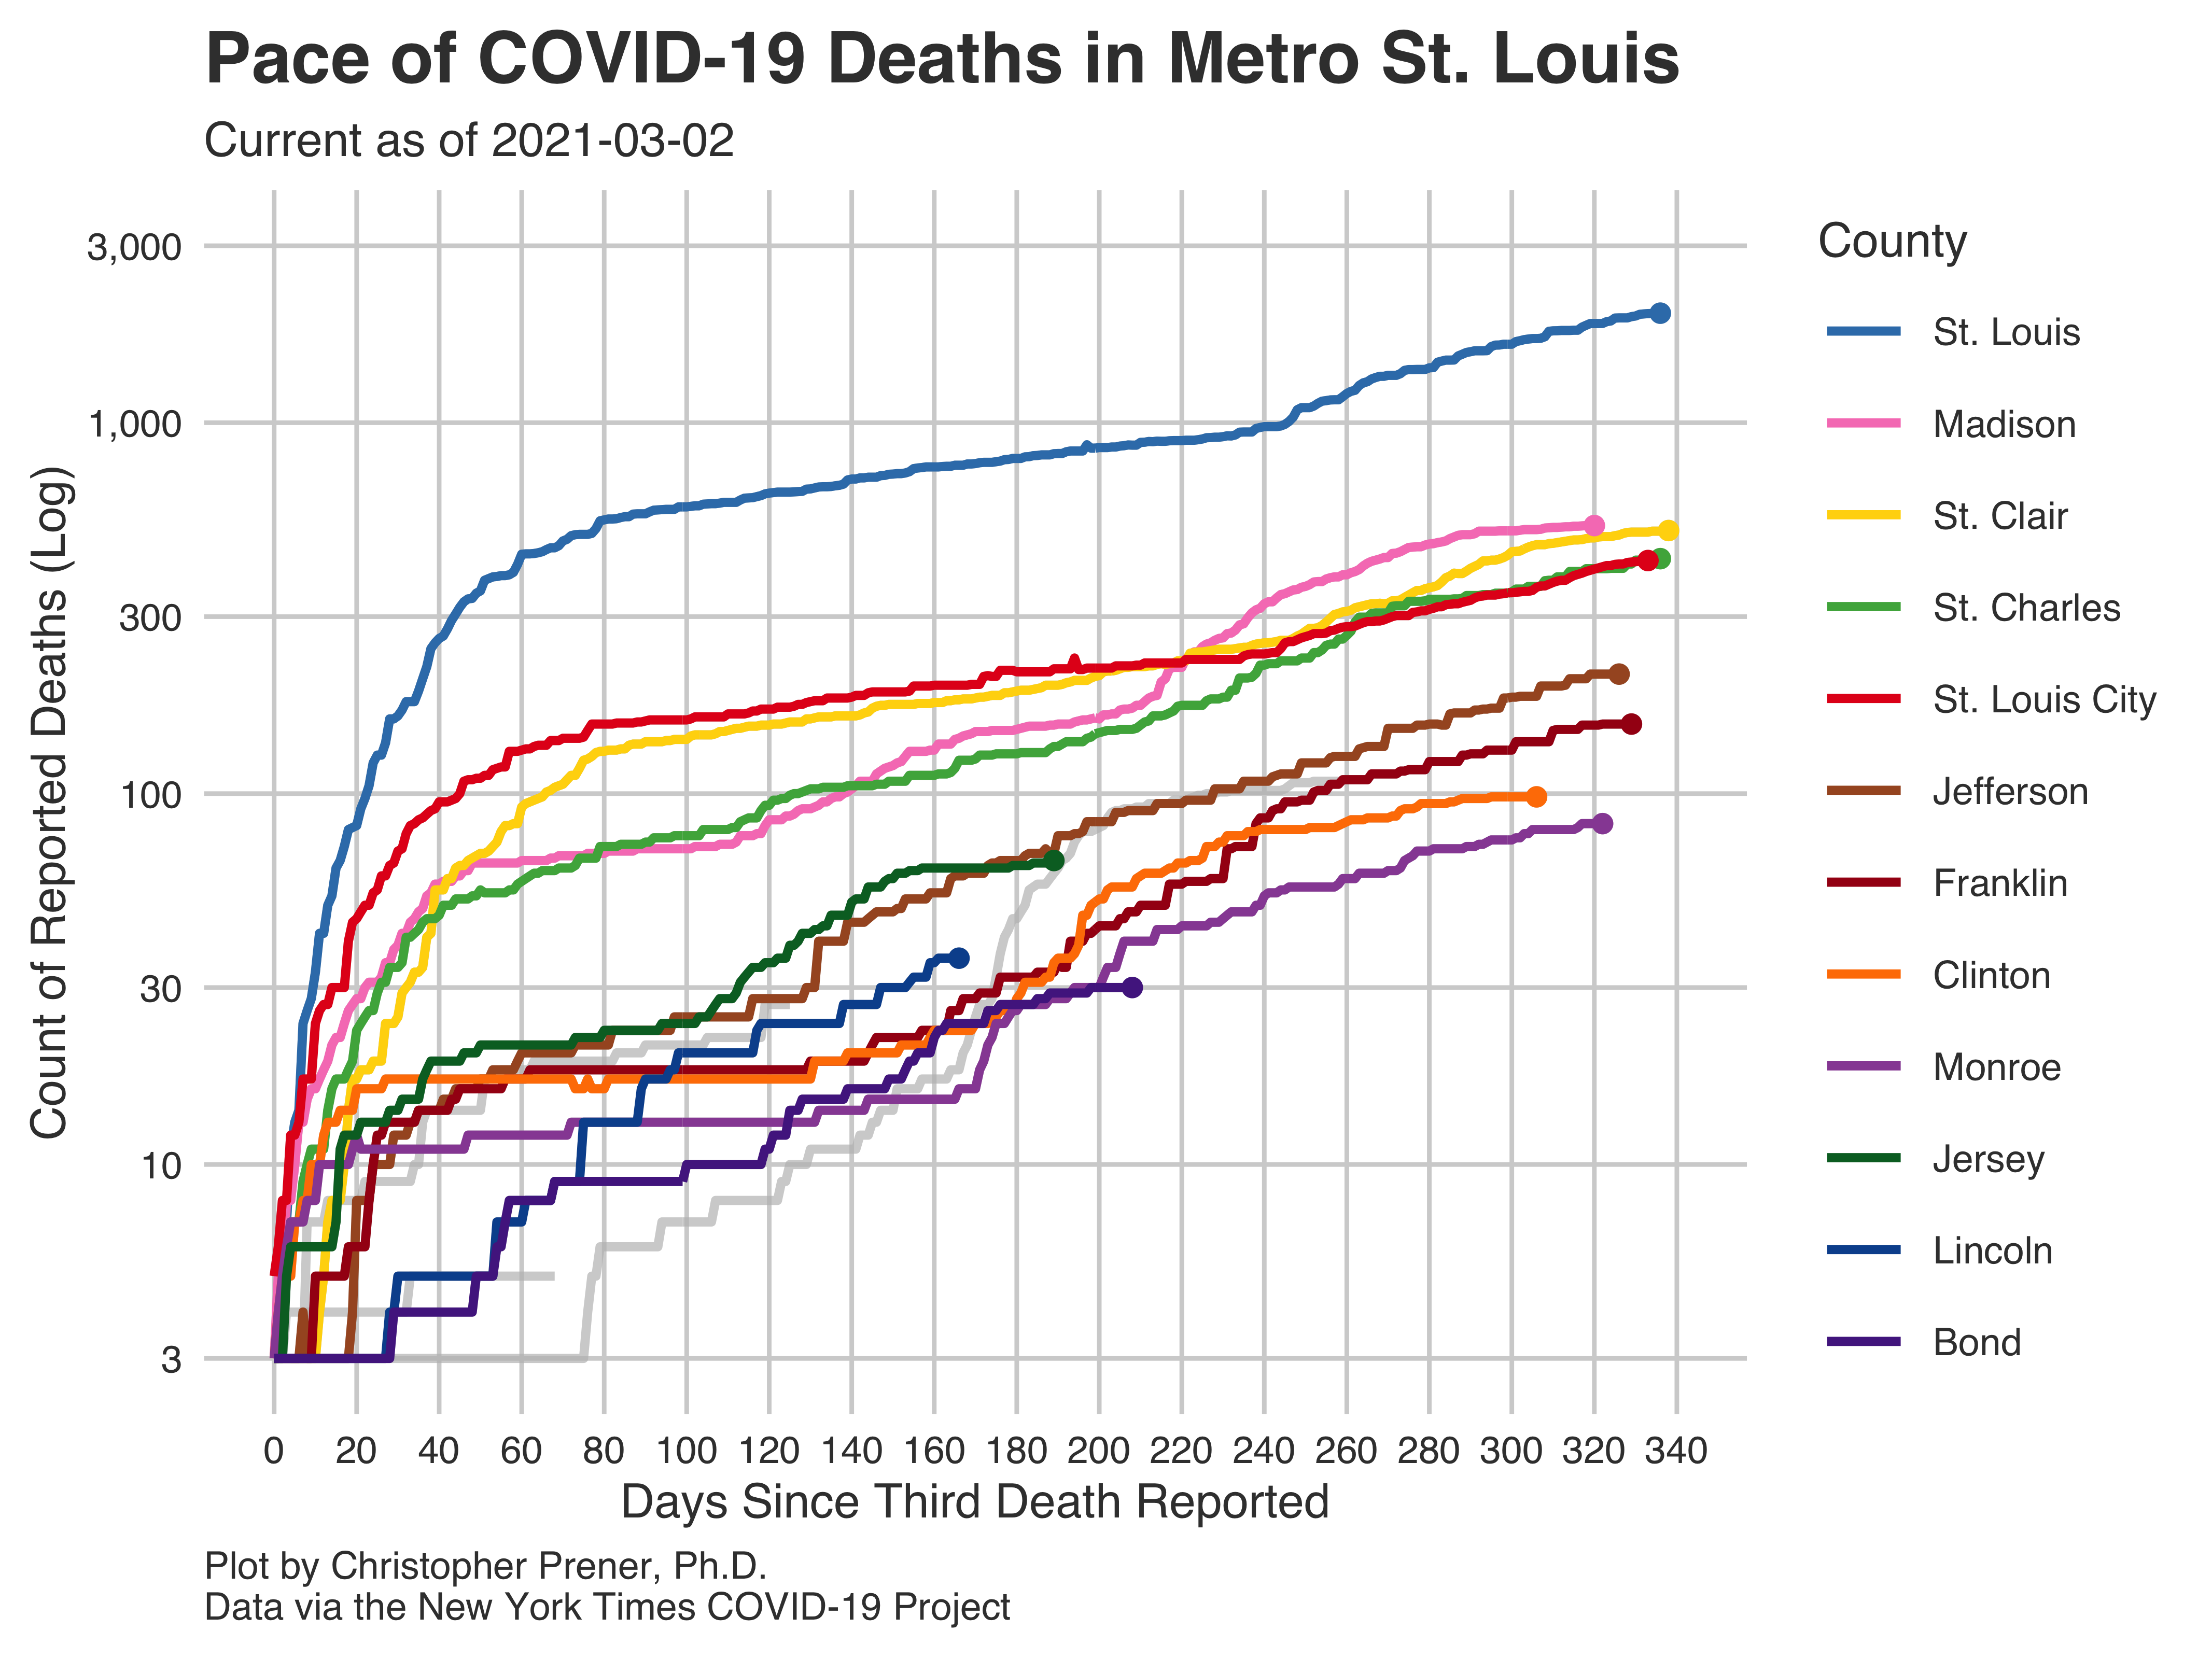 Pace of COVID-19 Deaths in Metro St. Louis
Current as of 2021-03-02
Count of Reported Deaths (Log)
3,000
1,000
300
100
30
10
3
0 20 40 60 80 100 120 140 160 180 200 220 240 260 280 300 320 340
Days Since Third Death Reported
County
St. Louis
Madison
St. Clair
St. Charles
St. Louis City
Jefferson
Franklin
Clinton
Monroe
Jersey
Lincoln
Bond
Plot by Christopher Prener, Ph.D.
Data via the New York Times COVID-19 Project